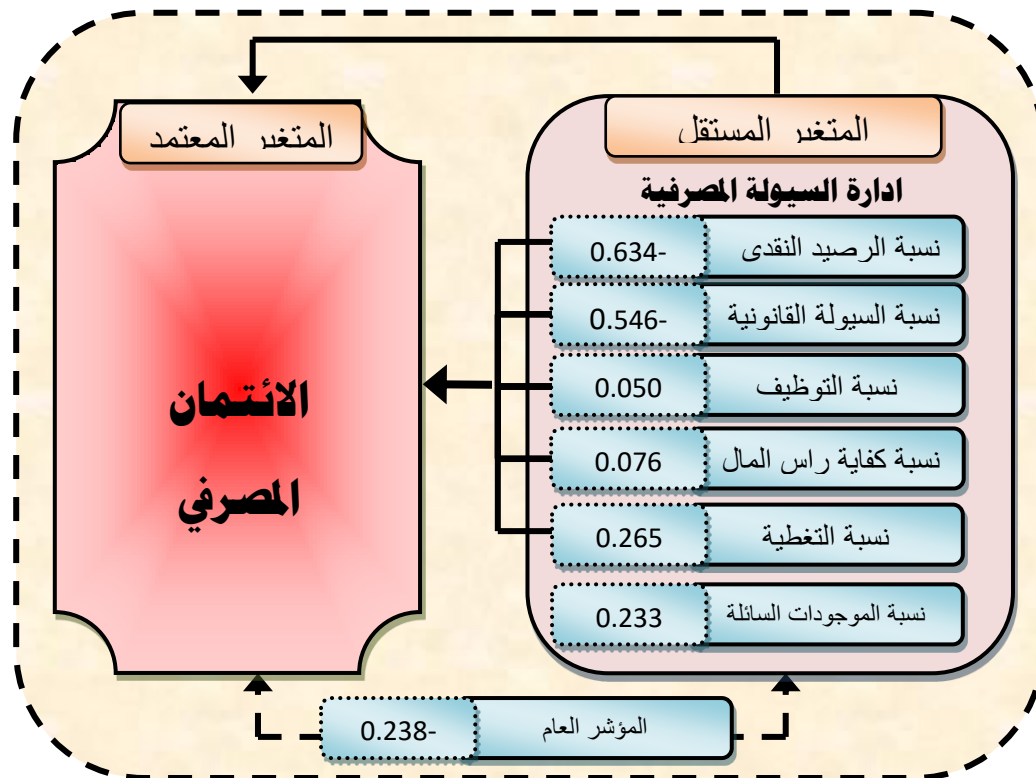 المتغير المستقل
ادارة السيولة المصرفية
نسبة الرصيد النقدي 0.634-
نسبة السيولة القانونية 0.546-
نسبة التوظيف 0.050
نسبة كفاية راس المال 0.076
نسبة التغطية 0.265
نسبة الموجودات السائلة 0.233
المتغير المعتمد
الائتمان
المصرفي
المؤشر العام 0.238-